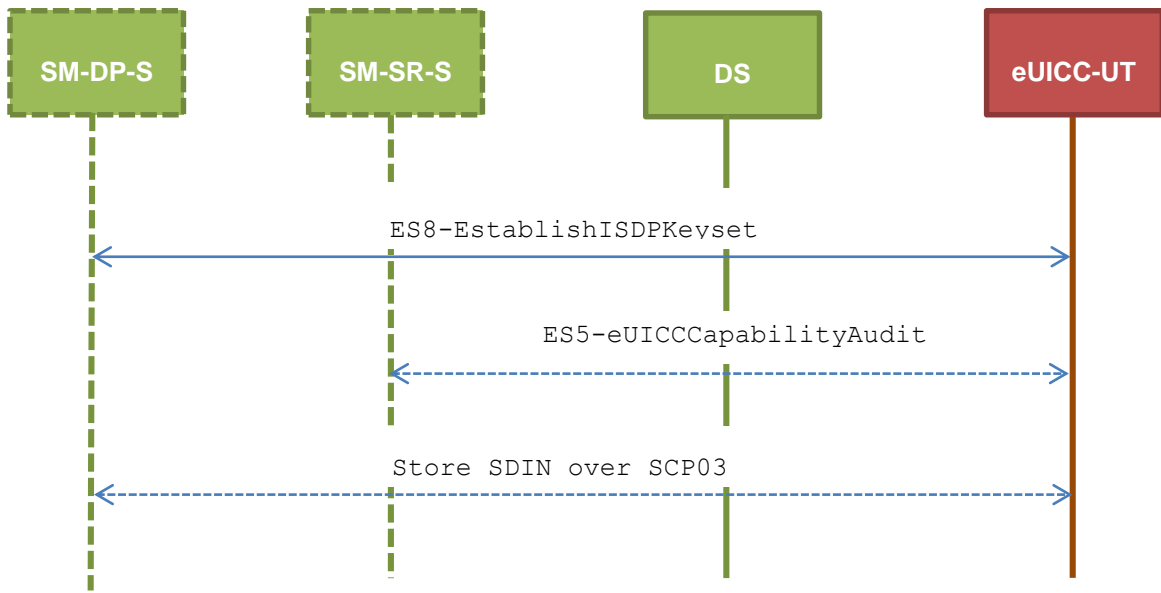 SM-DP-S
SM-SR-S
DS
eUICC-UT
ES8-EstablishISDPKeyset
ES5-eUICCCapabilityAudit
Store SDIN over SCP03